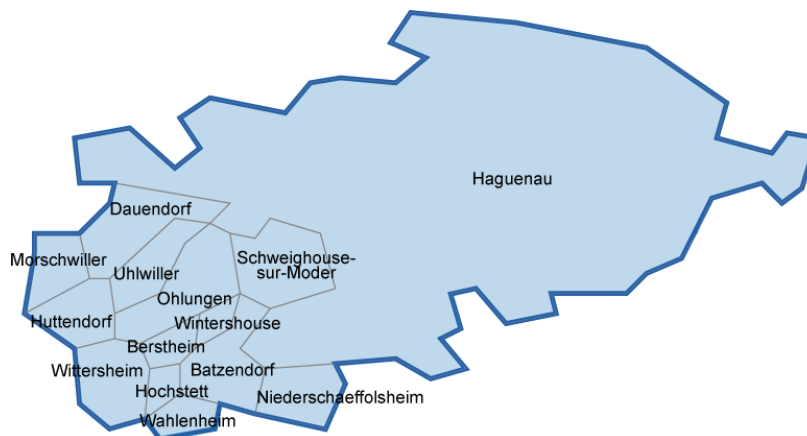 Haguenau
Dauendorf
Schweighouse-
sur-Moder
Morschwiller
Uhlwiller
Ohlungen
Huttendorf
Wintershouse
Berstheim
Wittersheim
Batzendorf
Hochstett
Niederschaeffolsheim
Wahlenheim